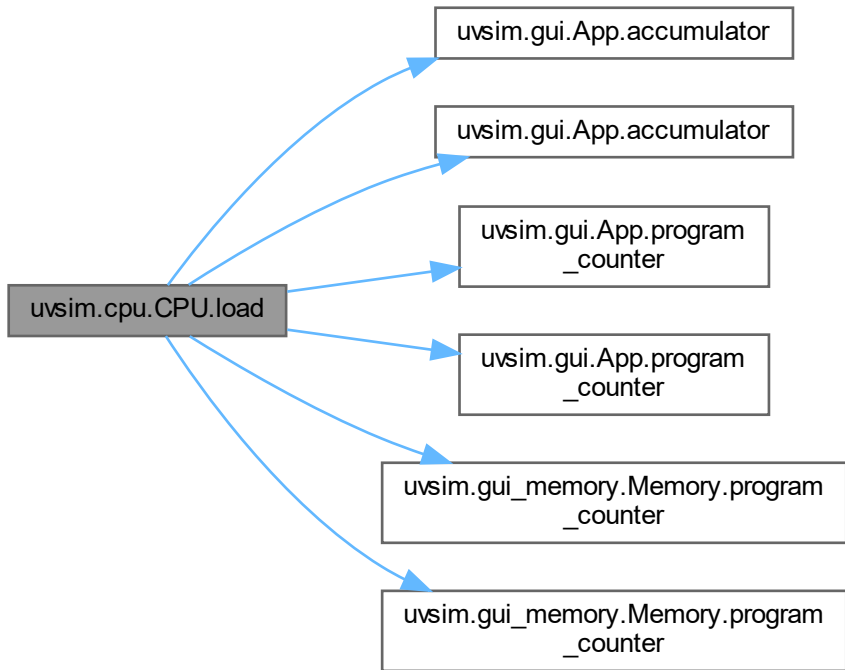 uvsim.gui.App.accumulator
uvsim.gui.App.accumulator
uvsim.gui.App.program
_counter
uvsim.cpu.CPU.load
uvsim.gui.App.program
_counter
uvsim.gui_memory.Memory.program
_counter
uvsim.gui_memory.Memory.program
_counter